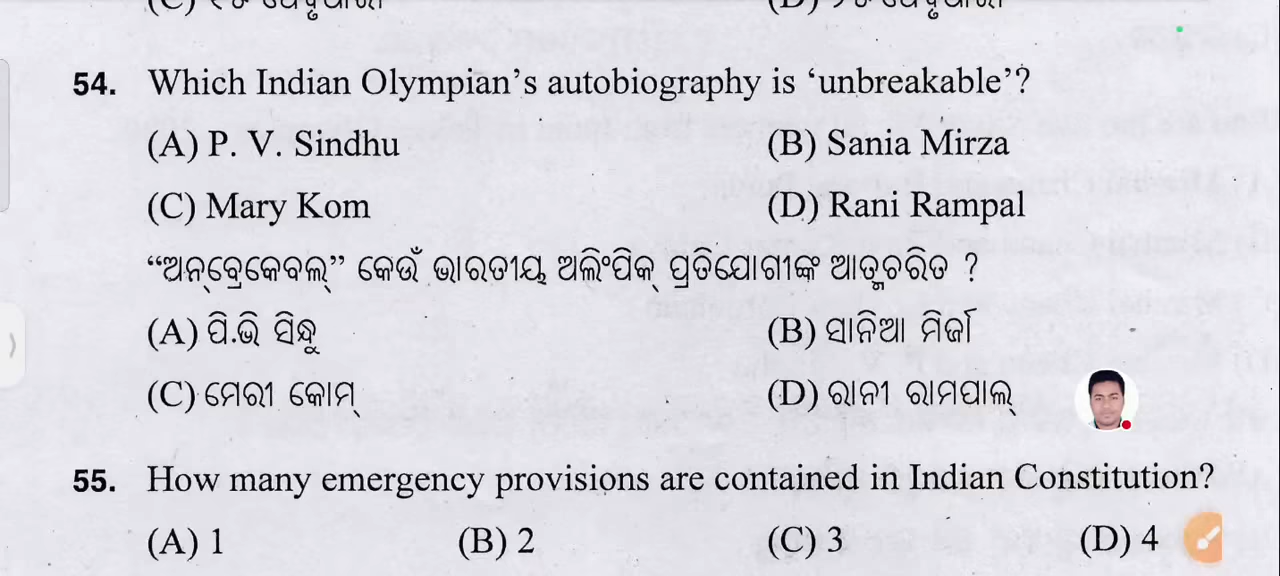 54. Which Indian Olympian's autobiography is 'unbreakable'?
(A) P. V. Sindhu (B) Sania Mirza
(C) Mary Kom (D) Rani Rampal
“ଅନ୍‌ବ୍ରେକେବଲ୍” କେଉଁ ଭାରତୀୟ ଅଲିଂପିକ୍ ପ୍ରତିଯୋଗୀଙ୍କ ଆତ୍ମଚରିତ ?
(A) ପି.ଭି ସିନ୍ଧୁ (B) ସାନିଆ ମିର୍ଜା
(C) ମେରୀ କୋମ୍ (D) ରାନୀ ରାମପାଲ୍
55. How many emergency provisions are contained in Indian Constitution?
(A) 1 (B) 2 (C) 3 (D) 4